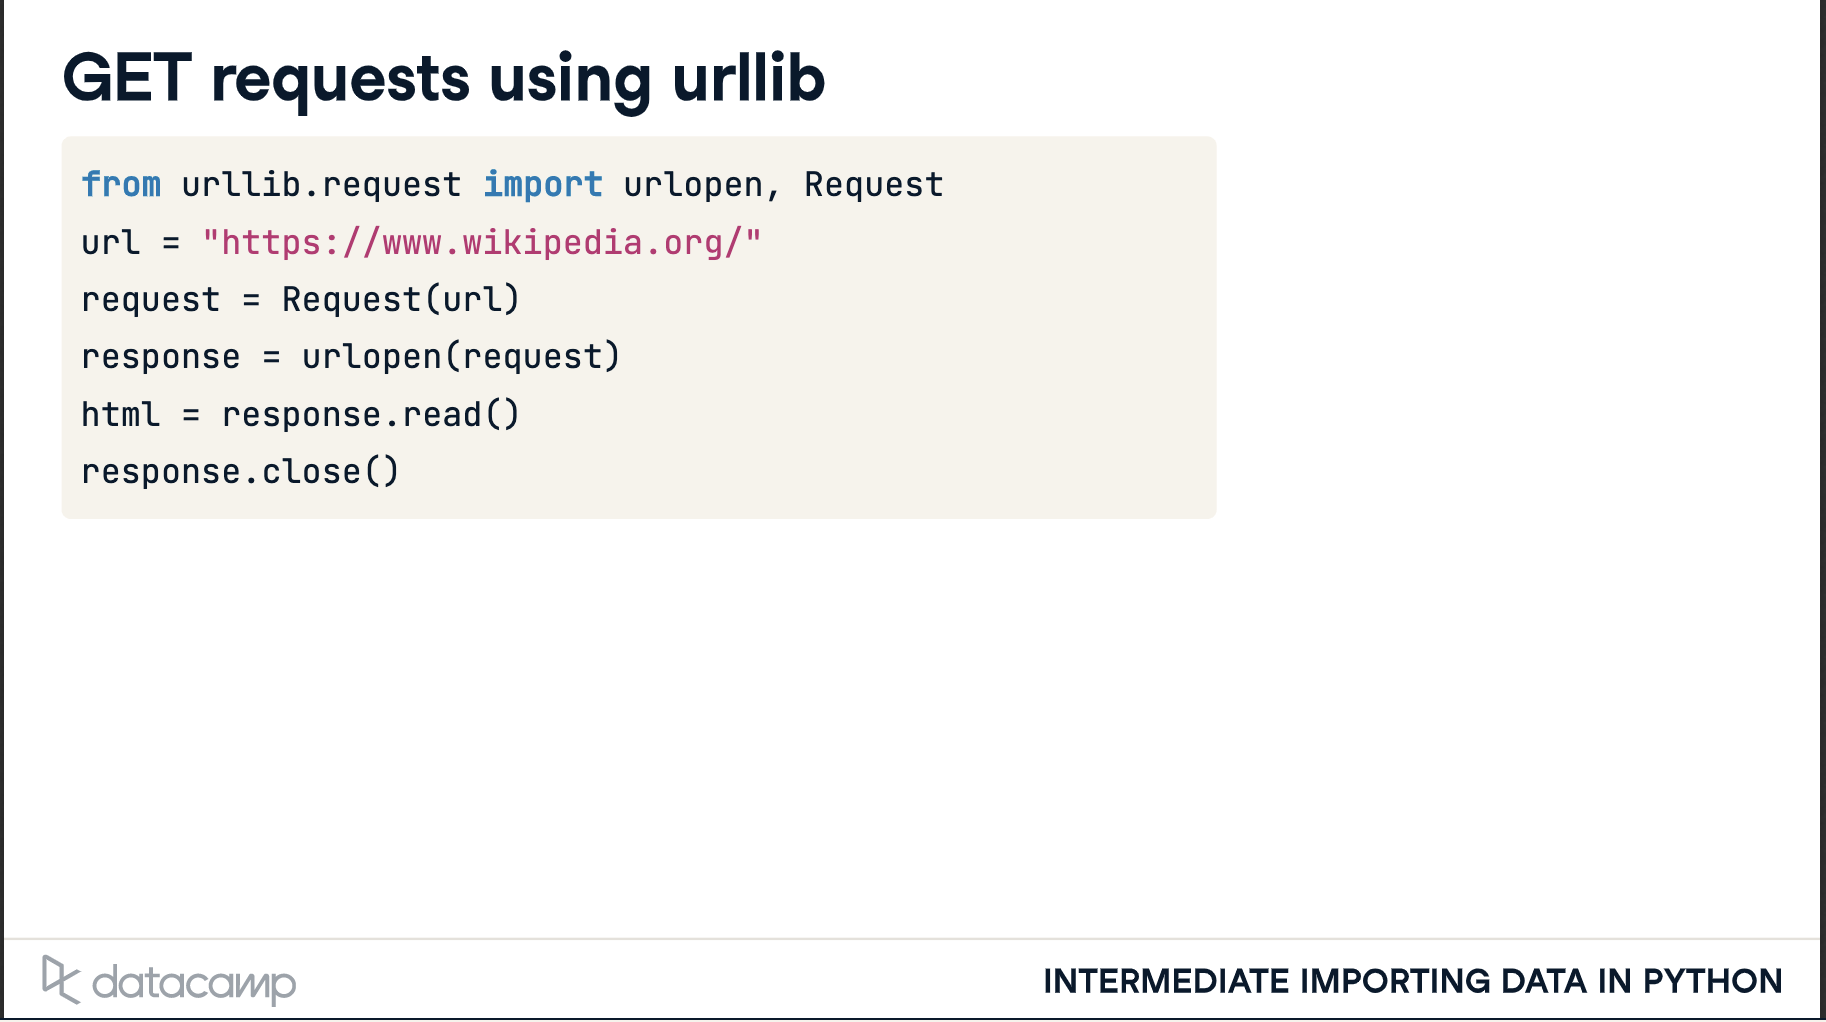 GET requests using urllib
from urllib.request import urlopen, Request
url = "https://www.wikipedia.org/"
request = Request(url)
response = urlopen(request)
html = response.read()
response.close()
datacamp
INTERMEDIATE IMPORTING DATA IN PYTHON